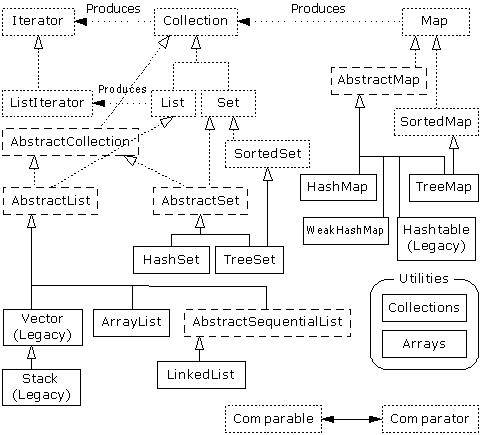 Iterator
Produces
Collection
Produces
Map
AbstractMap
ListIterator
Produces
List
Set
SortedMap
AbstractCollection
SortedSet
AbstractList
AbstractSet
HashMap
TreeMap
WeakHashMap
Hashtable
(Legacy)
HashSet
TreeSet
Utilities
Collections
Vector
(Legacy)
ArrayList
AbstractSequentialList
Arrays
Stack
(Legacy)
LinkedList
Comparable
Comparator